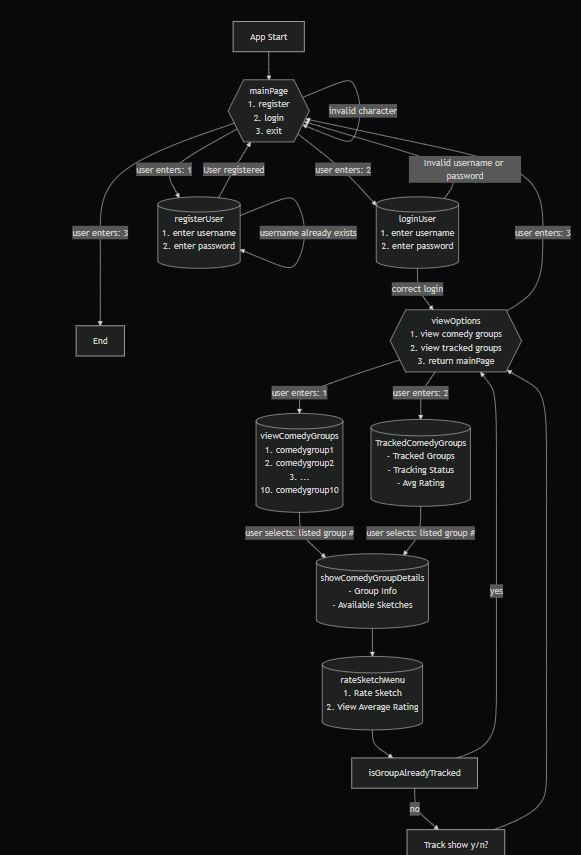 App Start
mainPage
1. register
2. login
3. exit
invalid character
user enters: 1
User registered
user enters: 2
Invalid username or
password
registerUser
1. enter username
2. enter password
loginUser
1. enter username
2. enter password
user enters: 3
username already exists
user enters: 3
correct login
End
viewOptions
1. view comedy groups
2. view tracked groups
3. return mainPage
user enters: 1
user enters: 2
viewComedyGroups
1. comedygroup1
2. comedygroup2
3. ...
10. comedygroup10
TrackedComedyGroups
- Tracked Groups
- Tracking Status
- Avg Rating
user selects: listed group #
user selects: listed group #
showComedyGroupDetails
- Group Info
- Available Sketches
yes
rateSketchMenu
1. Rate Sketch
2. View Average Rating
isGroupAlreadyTracked
no
Track show y/n?